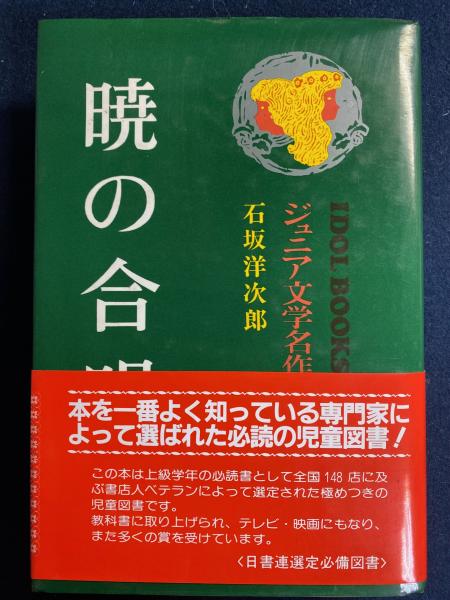 暁の合唱
石坂洋次郎
ジュニア文学名作
IDOL BOOKS
本を一番よく知っている専門家に
よって選ばれた必読の児童図書!
この本は上級学年の必読書として全国148店に及
ぶ書店人ベテランによって選定された極めつきの
児童図書です。
教科書に取り上げられ、テレビ・映画にもなり、
また多くの賞を受けています。
〈日書連選定必備図書〉